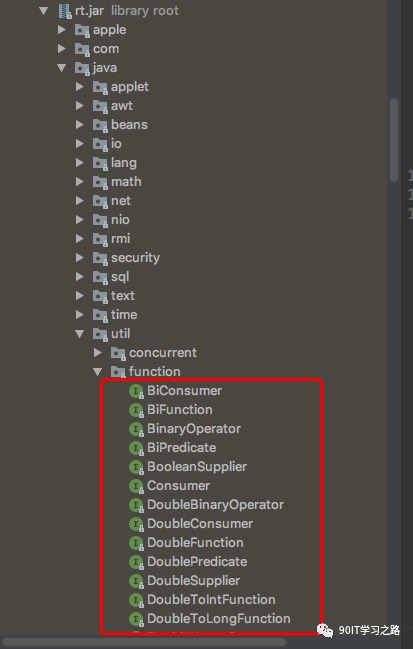 rt.jar library root
apple
com
java
applet
awt
beans
io
lang
math
net
nio
rmi
security
sql
text
time
util
concurrent
function
BiConsumer
BiFunction
BinaryOperator
BiPredicate
BooleanSupplier
Consumer
DoubleBinaryOperator
DoubleConsumer
DoubleFunction
DoublePredicate
DoubleSupplier
DoubleToIntFunction
DoubleToLongFunction
90IT学习之路